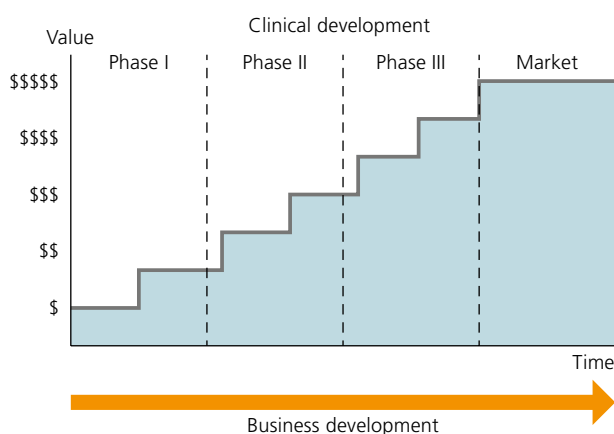 Clinical development
Value
Phase I
Phase II
Phase III
Market
$$$$$
$$$$
$$$
$$
$
Time
Business development